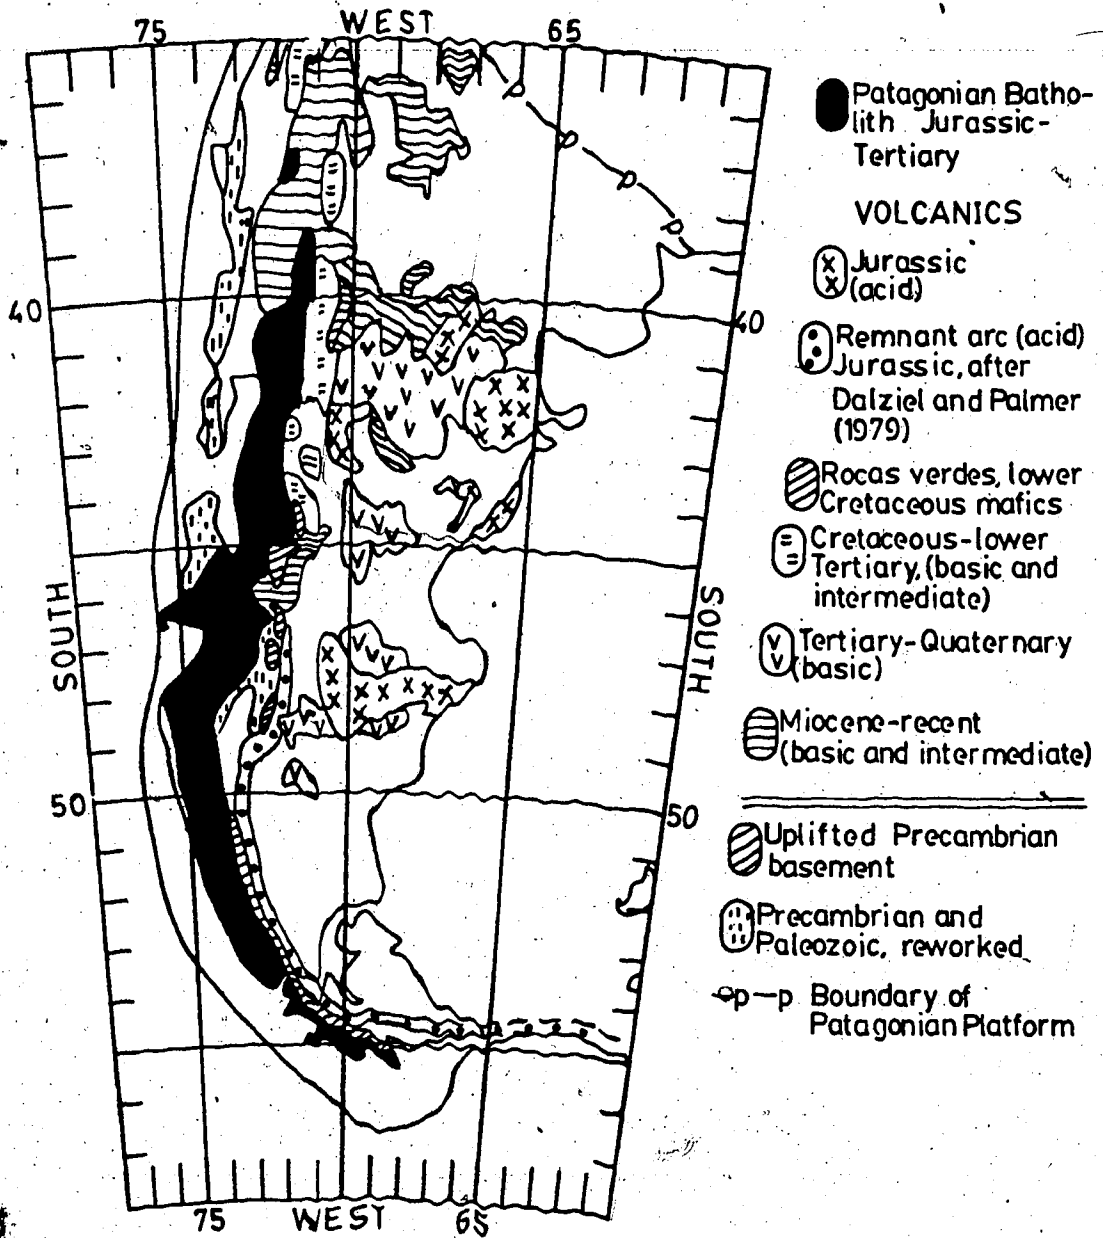 75
WEST
65
40
40
SOUTH
SOUTH
50
50
75
WEST
65
Patagonian Batho-
lith Jurassic-
Tertiary
VOLCANICS
Jurassic
(acid)
Remnant arc (acid)
Jurassic, after
Dalziel and Palmer
(1979)
Rocas verdes, lower
Cretaceous mafics
Cretaceous-lower
Tertiary, (basic and
intermediate)
Tertiary-Quaternary
(basic)
Miocene-recent
(basic and intermediate)
Uplifted Precambrian
basement
Precambrian and
Paleozoic, reworked
p-p Boundary of
Patagonian Platform